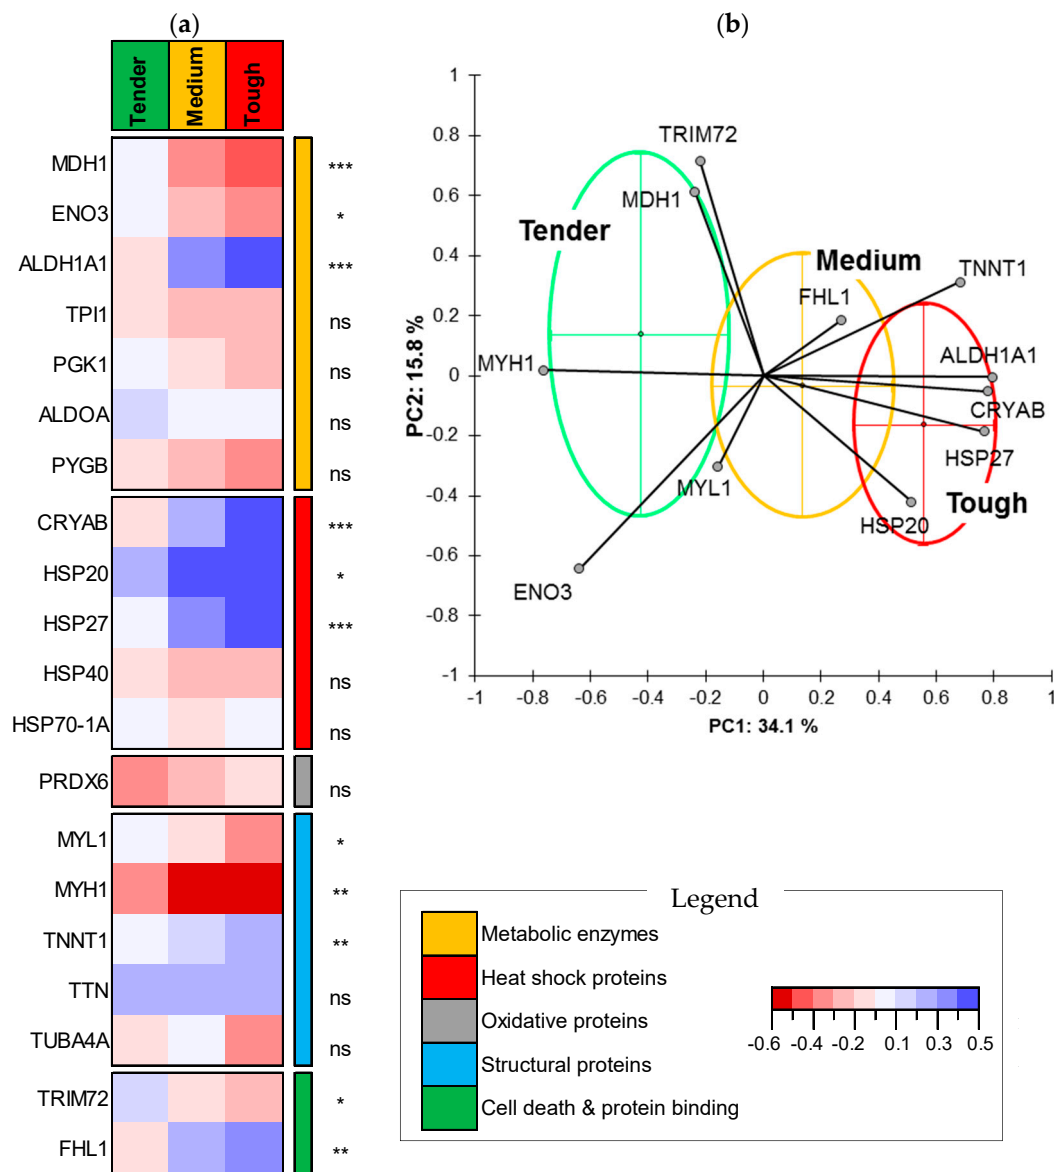 (a)
Tender Medium Tough
MDH1 ***
ENO3 *
ALDH1A1 ***
TPI1 ns
PGK1 ns
ALDOA ns
PYGB ns
CRYAB ***
HSP20 *
HSP27 ***
HSP40 ns
HSP70-1A ns
PRDX6 ns
MYL1 *
MYH1 **
TNNT1 **
TTN ns
TUBA4A ns
TRIM72 *
FHL1 **
(b)
PC2: 15.8 %
1
0.8
0.6
0.4
0.2
0
-0.2
-0.4
-0.6
-0.8
-1
TRIM72
MDH1
Tender
Medium
TNNT1
FHL1
MYH1
ALDH1A1
CRYAB
HSP27
MYL1
Tough
HSP20
ENO3
-1 -0.8 -0.6 -0.4 -0.2 0 0.2 0.4 0.6 0.8 1
PC1: 34.1 %
Legend
Metabolic enzymes
Heat shock proteins
Oxidative proteins
Structural proteins
Cell death & protein binding
-0.6 -0.4 -0.2 0.1 0.3 0.5